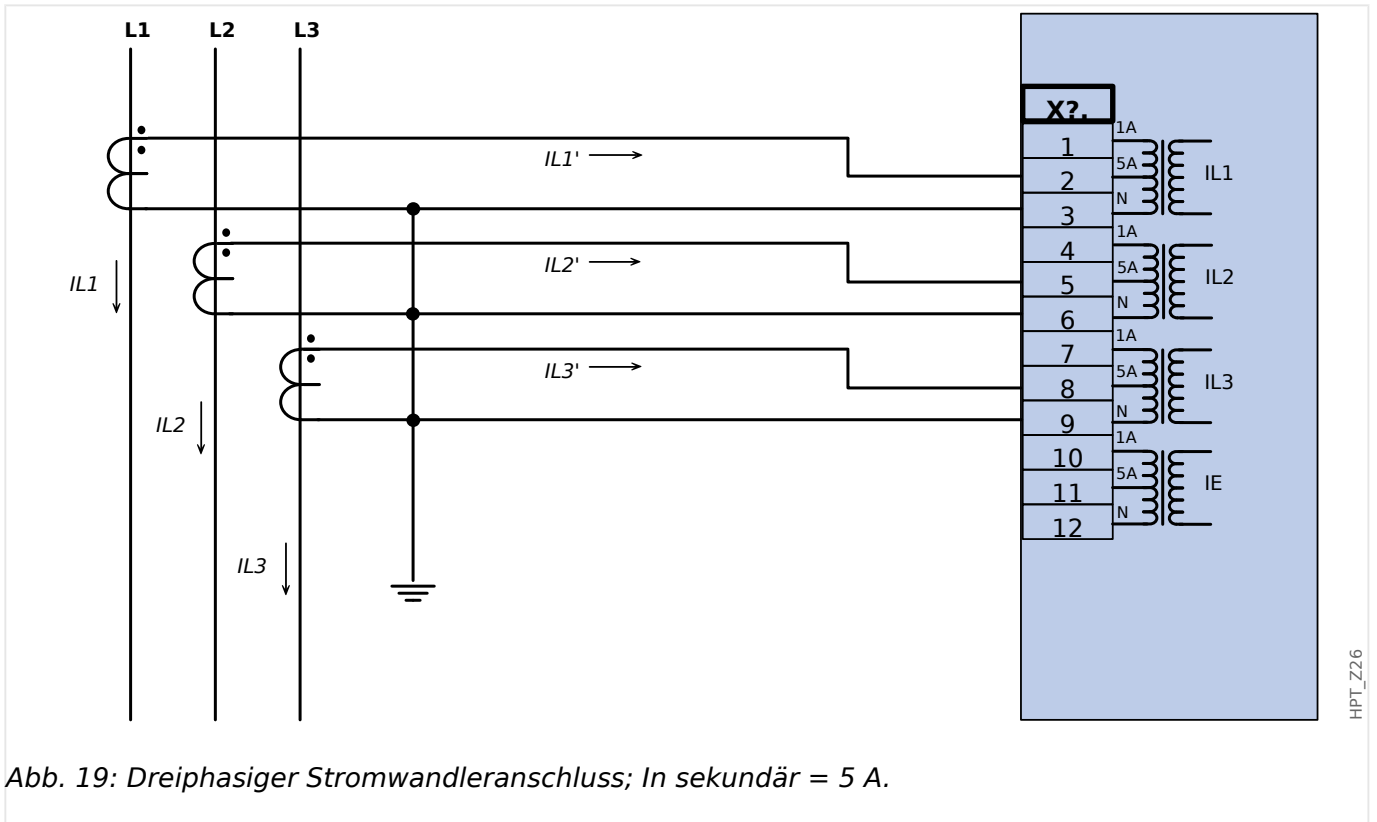 L1 L2 L3
X?.
1
2
3
4
5
6
7
8
9
10
11
12
1A
5A
N
IL1
1A
5A
N
IL2
1A
5A
N
IL3
1A
5A
N
IE
IL1'
IL2'
IL3'
IL1
IL2
IL3
HPT_Z26
Abb. 19: Dreiphasiger Stromwandleranschluss; In sekundär = 5 A.